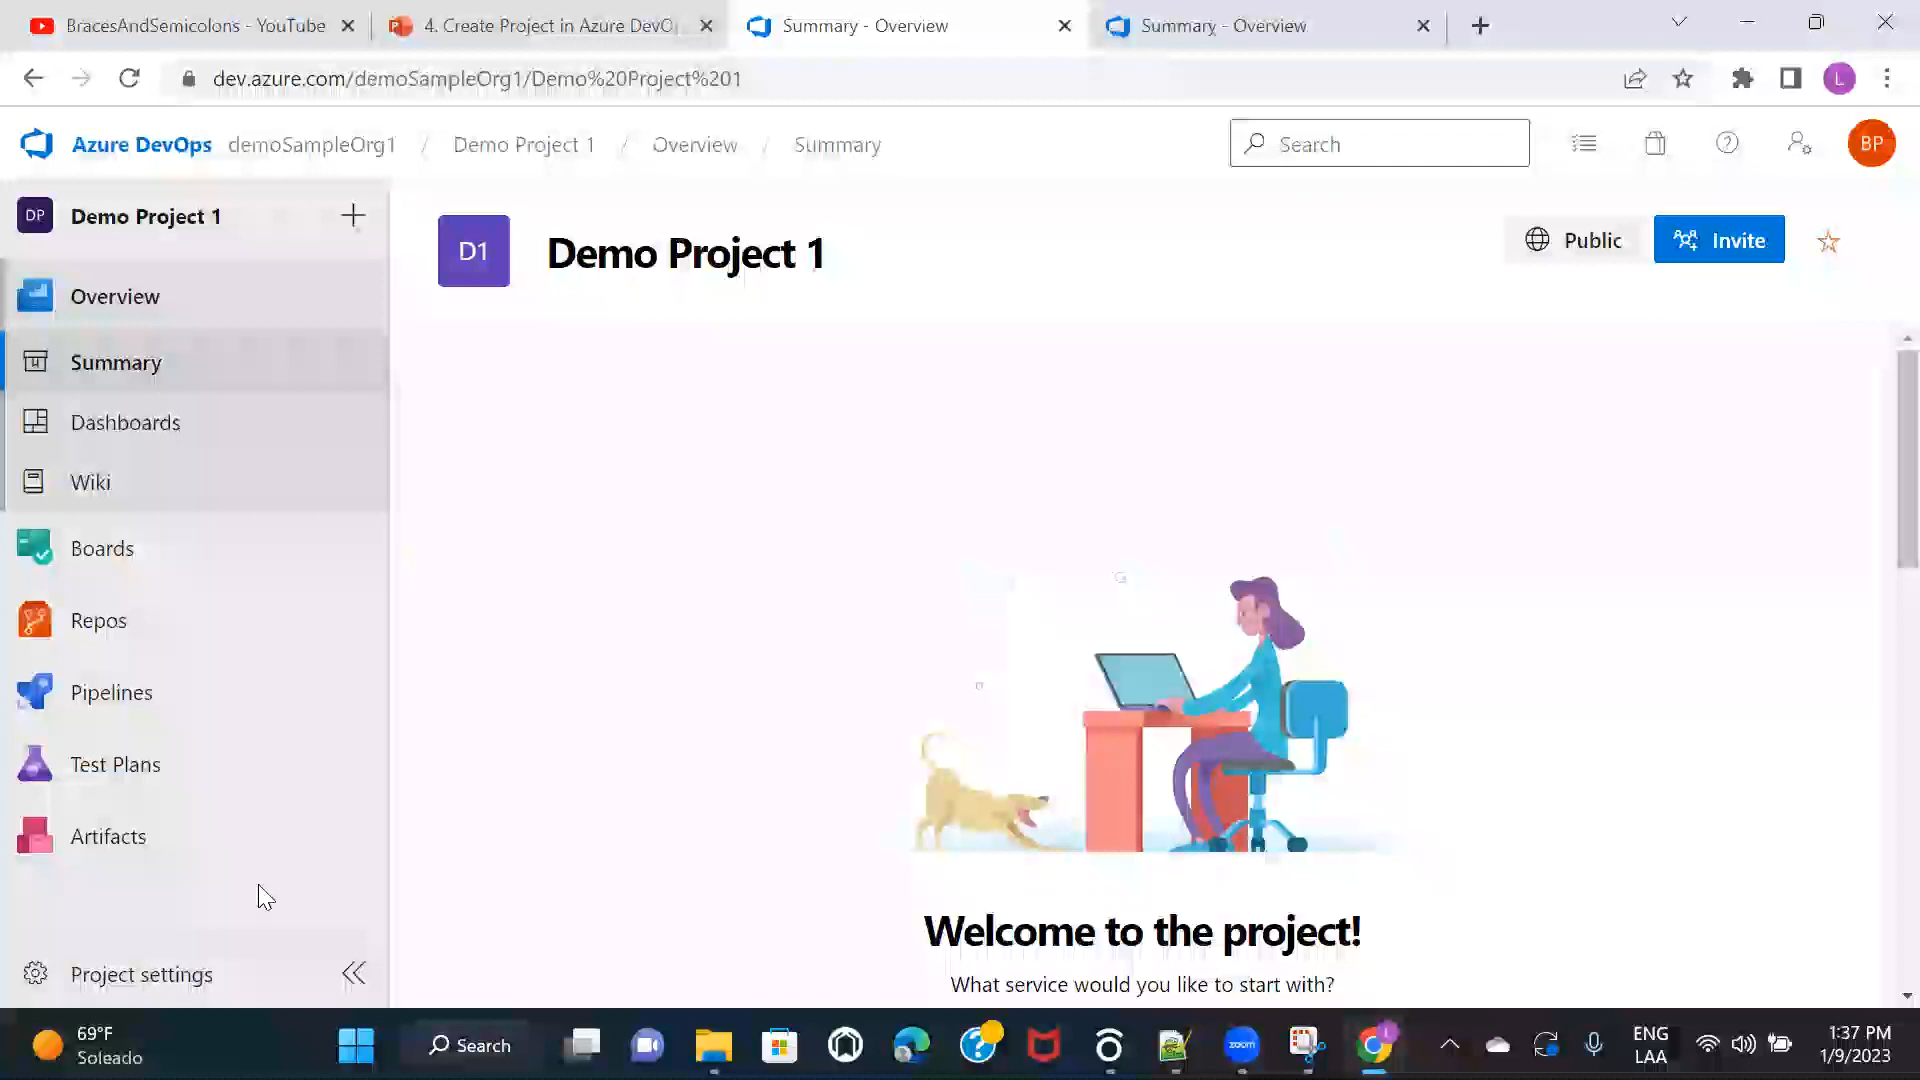 BracesAndSemicolons - YouTube
4. Create Project in Azure DevO
Summary - Overview
Summary - Overview
dev.azure.com/demoSampleOrg1/Demo%20Project%201
L
Azure DevOps demoSampleOrg1 / Demo Project 1 / Overview / Summary
Search
BP
DP Demo Project 1
D1 Demo Project 1
Public
Invite
Overview
Summary
Dashboards
Wiki
Boards
Repos
Pipelines
Test Plans
Artifacts
Project settings
Welcome to the project!
What service would you like to start with?
69°F
Soleado
Search
zoom
L
ENG
LAA
1:37 PM
1/9/2023